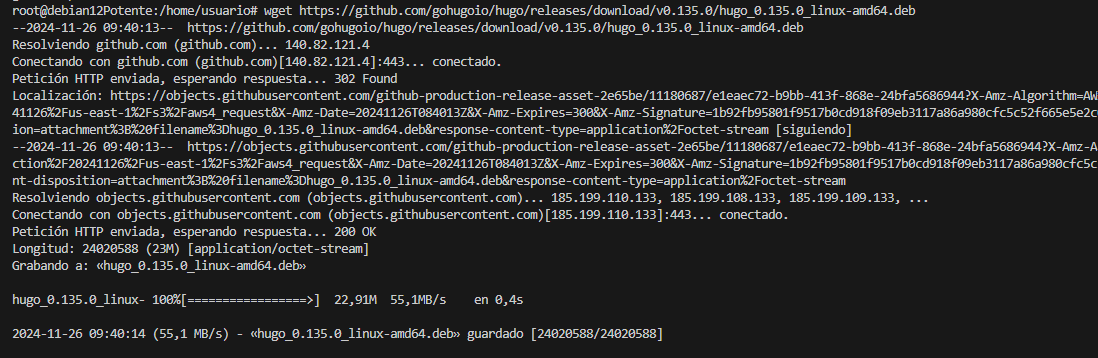 root@debian12Potente:/home/usuario# wget https://github.com/gohugoio/hugo/releases/download/v0.135.0/hugo_0.135.0_linux-amd64.deb
--2024-11-26 09:40:13--  https://github.com/gohugoio/hugo/releases/download/v0.135.0/hugo_0.135.0_linux-amd64.deb
Resolviendo github.com (github.com)... 140.82.121.4
Conectando con github.com (github.com)[140.82.121.4]:443... conectado.
Petición HTTP enviada, esperando respuesta... 302 Found
Localización: https://objects.githubusercontent.com/github-production-release-asset-2e65be/11180687/e1eaec72-b9bb-413f-868e-24bfa5686944?X-Amz-Algorithm=AW
41126%2Fus-east-1%2Fs3%2Faws4_request&X-Amz-Date=20241126T084013Z&X-Amz-Expires=300&X-Amz-Signature=1b92fb95801f9517b0cd918f09eb3117a86a980cfc5c52f665e5e2c
ion=attachment%3B%20filename%3Dhugo_0.135.0_linux-amd64.deb&response-content-type=application%2Foctet-stream [siguiendo]
--2024-11-26 09:40:13--  https://objects.githubusercontent.com/github-production-release-asset-2e65be/11180687/e1eaec72-b9bb-413f-868e-24bfa5686944?X-Amz-A
ction%2F20241126%2Fus-east-1%2Fs3%2Faws4_request&X-Amz-Date=20241126T084013Z&X-Amz-Expires=300&X-Amz-Signature=1b92fb95801f9517b0cd918f09eb3117a86a980cfc5c
nt-disposition=attachment%3B%20filename%3Dhugo_0.135.0_linux-amd64.deb&response-content-type=application%2Foctet-stream
Resolviendo objects.githubusercontent.com (objects.githubusercontent.com)... 185.199.110.133, 185.199.108.133, 185.199.109.133, ...
Conectando con objects.githubusercontent.com (objects.githubusercontent.com)[185.199.110.133]:443... conectado.
Petición HTTP enviada, esperando respuesta... 200 OK
Longitud: 24020588 (23M) [application/octet-stream]
Grabando a: «hugo_0.135.0_linux-amd64.deb»
hugo_0.135.0_linux- 100%[=================>]  22,91M  55,1MB/s    en 0,4s
2024-11-26 09:40:14 (55,1 MB/s) - «hugo_0.135.0_linux-amd64.deb» guardado [24020588/24020588]